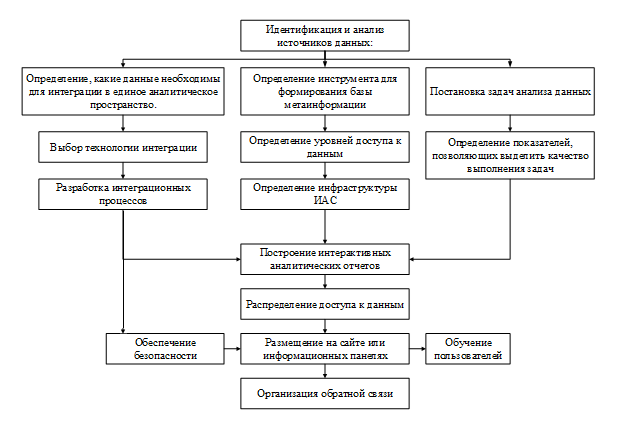 Идентификация и анализ
источников данных:
Определение, какие данные необходимы
для интеграции в единое аналитическое
пространство.
Определение инструмента для
формирования базы
метаинформации
Постановка задач анализа данных
Выбор технологии интеграции
Определение уровней доступа к
данным
Определение показателей,
позволяющих выделить качество
выполнения задач
Разработка интеграционных
процессов
Определение инфраструктуры
ИАС
Построение интерактивных
аналитических отчетов
Распределение доступа к данным
Обеспечение
безопасности
Размещение на сайте или
информационных панелях
Обучение
пользователей
Организация обратной связи